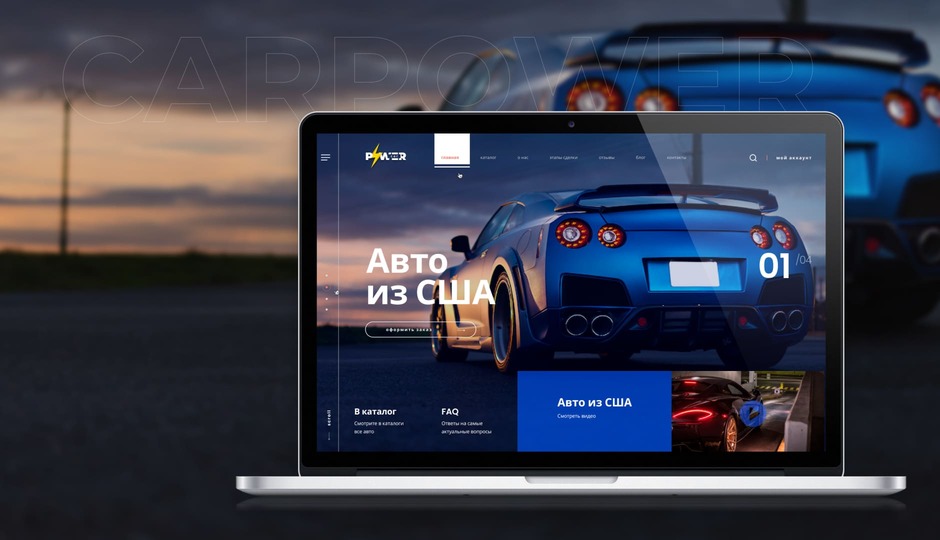 CARPOWER
POWER
главная
каталог
о нас
этапы сделки
отзывы
блог
контакты
мой аккаунт
Авто
из США
01 /04
оформить заказ
scroll
В каталог
Смотрите в каталоги
все авто
FAQ
Ответы на самые
актуальные вопросы
Авто из США
Смотреть видео